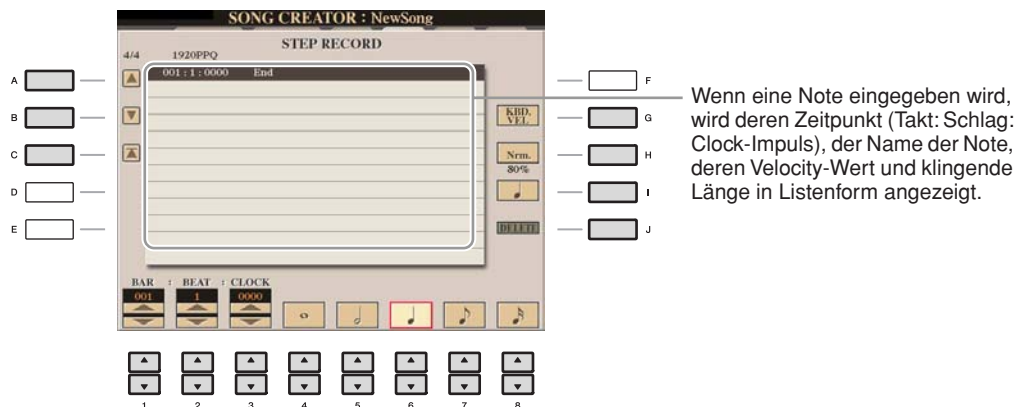 SONG CREATOR : NewSong
STEP RECORD
4/4 1920PPQ
001 : 1 : 0000 End
A
B
C
D
E
F
G
H
I
J
KBD. VEL
Nrm.
80%
DELETE
Wenn eine Note eingegeben wird,
wird deren Zeitpunkt (Takt: Schlag:
Clock-Impuls), der Name der Note,
deren Velocity-Wert und klingende
Länge in Listenform angezeigt.
BAR : BEAT : CLOCK
001 1 0000
1 2 3 4 5 6 7 8